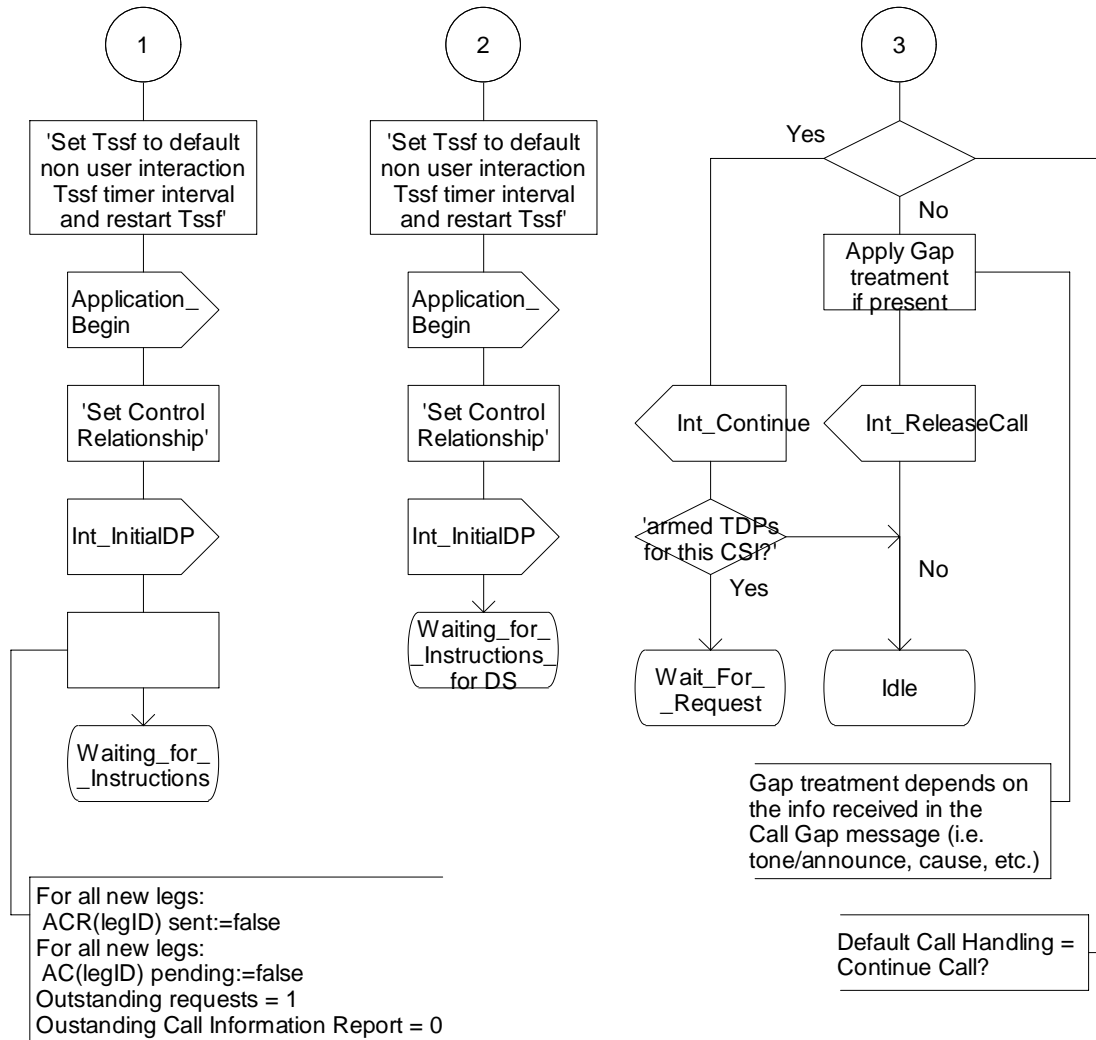 1
'Set Tssf to default
non user interaction
Tssf timer interval
and restart Tssf'
Application_
Begin
'Set Control
Relationship'
Int_InitialDP
Waiting_for_
_Instructions
For all new legs:
ACR(legID) sent:=false
For all new legs:
AC(legID) pending:=false
Outstanding requests = 1
Oustanding Call Information Report = 0
2
'Set Tssf to default
non user interaction
Tssf timer interval
and restart Tssf'
Application_
Begin
'Set Control
Relationship'
Int_InitialDP
Waiting_for_
_Instructions_
for DS
3
Yes
No
Apply Gap
treatment
if present
Int_Continue
Int_ReleaseCall
'armed TDPs
for this CSI?'
No
Yes
Wait_For_
_Request
Idle
Gap treatment depends on
the info received in the
Call Gap message (i.e.
tone/announce, cause, etc.)
Default Call Handling =
Continue Call?